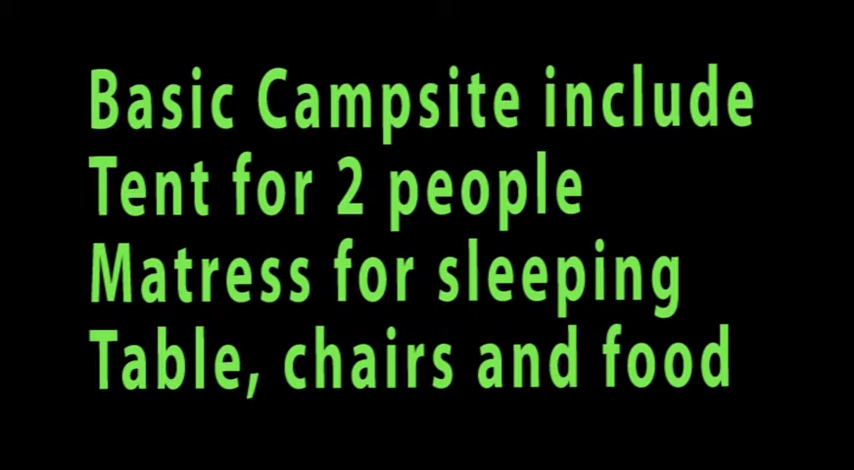 Basic Campsite include
Tent for 2 people
Matress for sleeping
Table, chairs and food